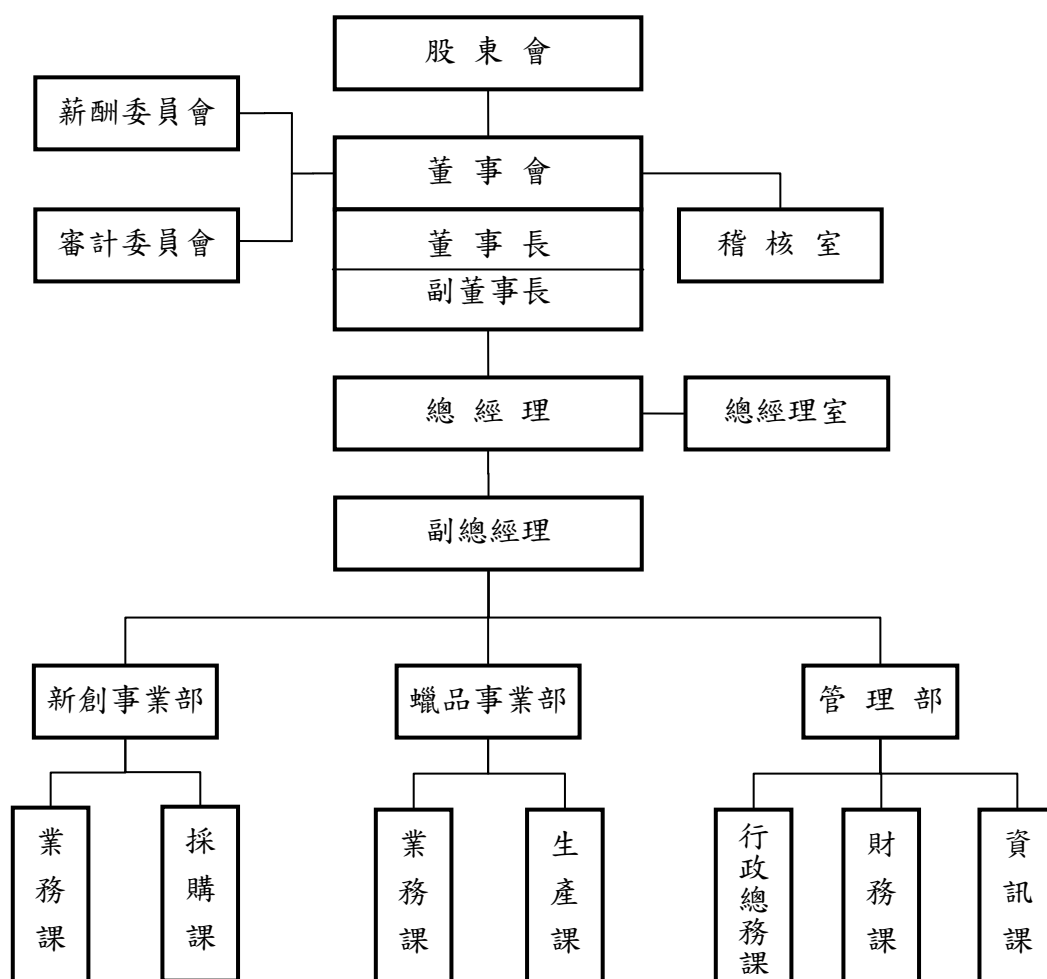 股東會
薪酬委員會
董事會
審計委員會
董事長
稽核室
副董事長
總經理
總經理室
副總經理
新創事業部
蠟品事業部
管理部
業務課
採購課
業務課
生產課
行政總務課
財務課
資訊課